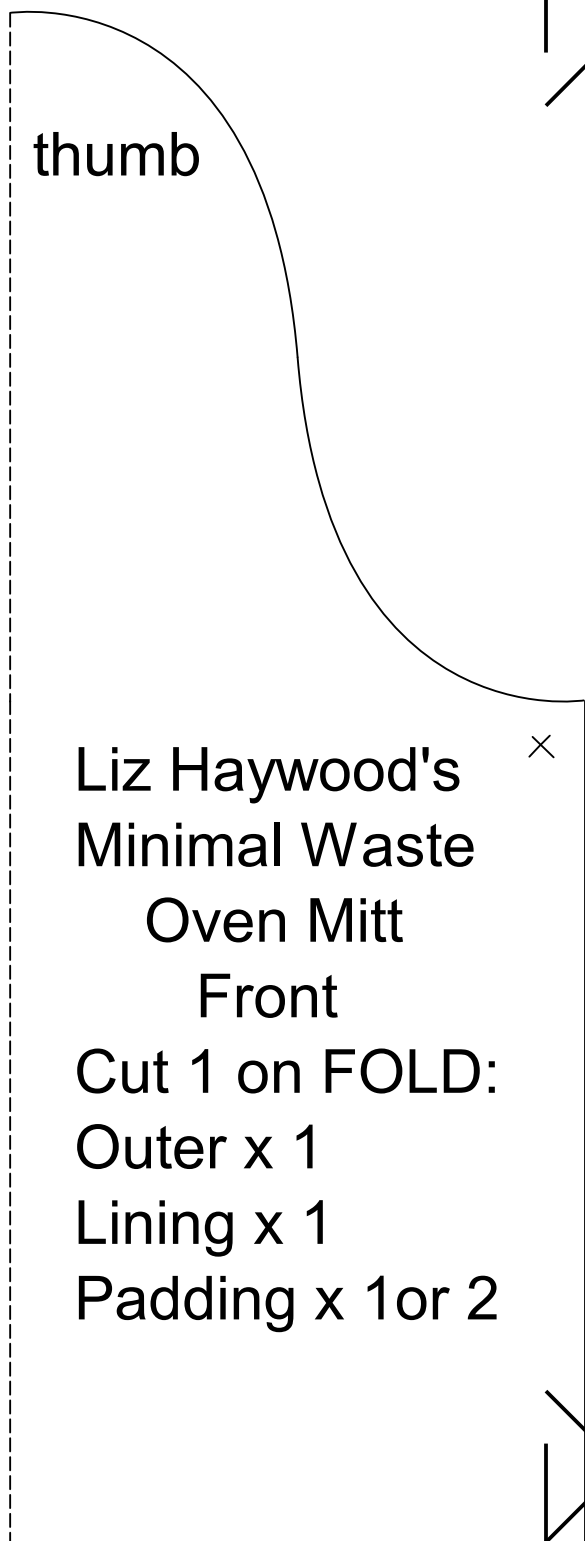 thumb
Liz Haywood's
Minimal Waste
Oven Mitt
Front
Cut 1 on FOLD:
Outer x 1
Lining x 1
Padding x 1or 2